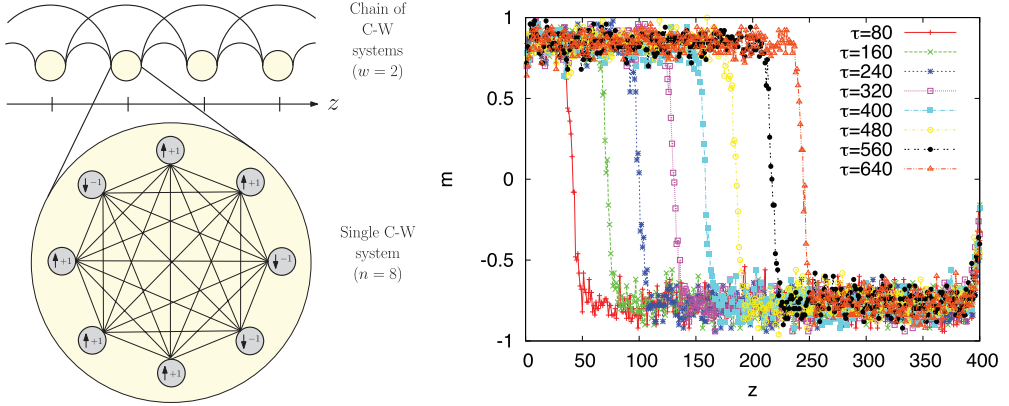 Chain of
C-W
systems
(w = 2)
z
+1
−1
+1
+1
−1
+1
−1
+1
Single C-W
system
(n = 8)
1
0.5
0
-0.5
-1
m
0 50 100 150 200 250 300 350 400
z
τ=80
τ=160
τ=240
τ=320
τ=400
τ=480
τ=560
τ=640